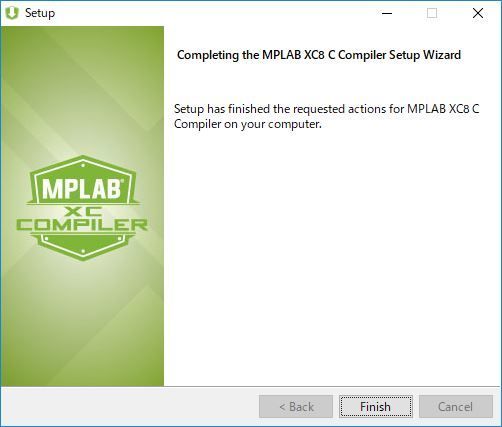 Setup
Completing the MPLAB XC8 C Compiler Setup Wizard
Setup has finished the requested actions for MPLAB XC8 C
Compiler on your computer.
MPLAB®
XC
COMPILER
< Back
Finish
Cancel